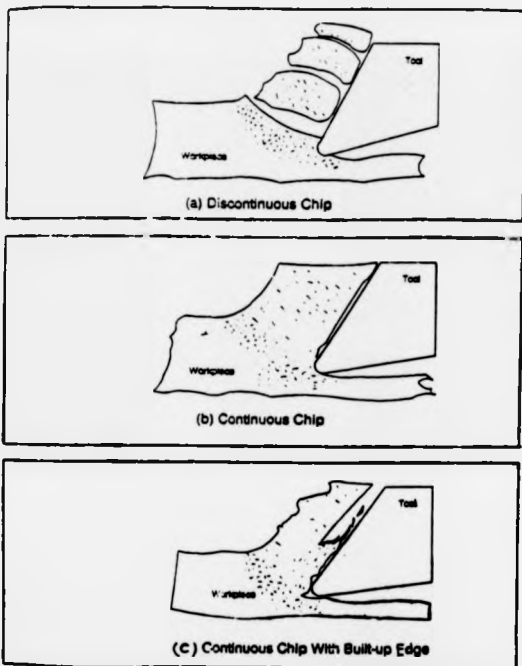 Tool
Workpiece
(a) Discontinuous Chip
Tool
Workpiece
(b) Continuous Chip
Tool
Workpiece
(c) Continuous Chip With Built-up Edge